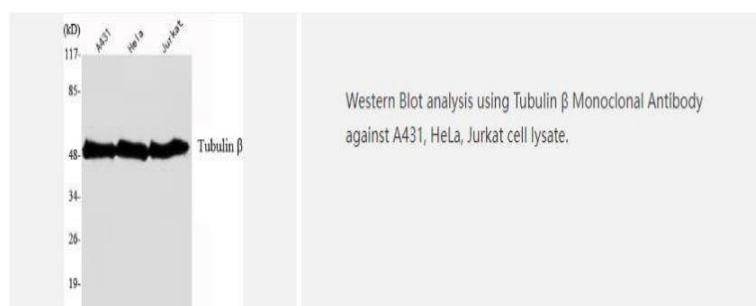 (kD)
A431 Hela Jurkat
117-
85-
48-
Tubulin β
34-
26-
19-
Western Blot analysis using Tubulin β Monoclonal Antibody
against A431, HeLa, Jurkat cell lysate.